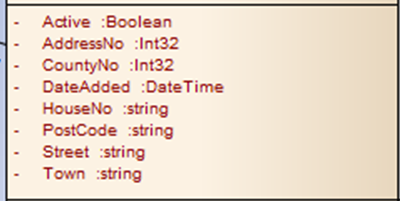 - Active :Boolean
- AddressNo :Int32
- CountyNo :Int32
- DateAdded :DateTime
- HouseNo :string
- PostCode :string
- Street :string
- Town :string